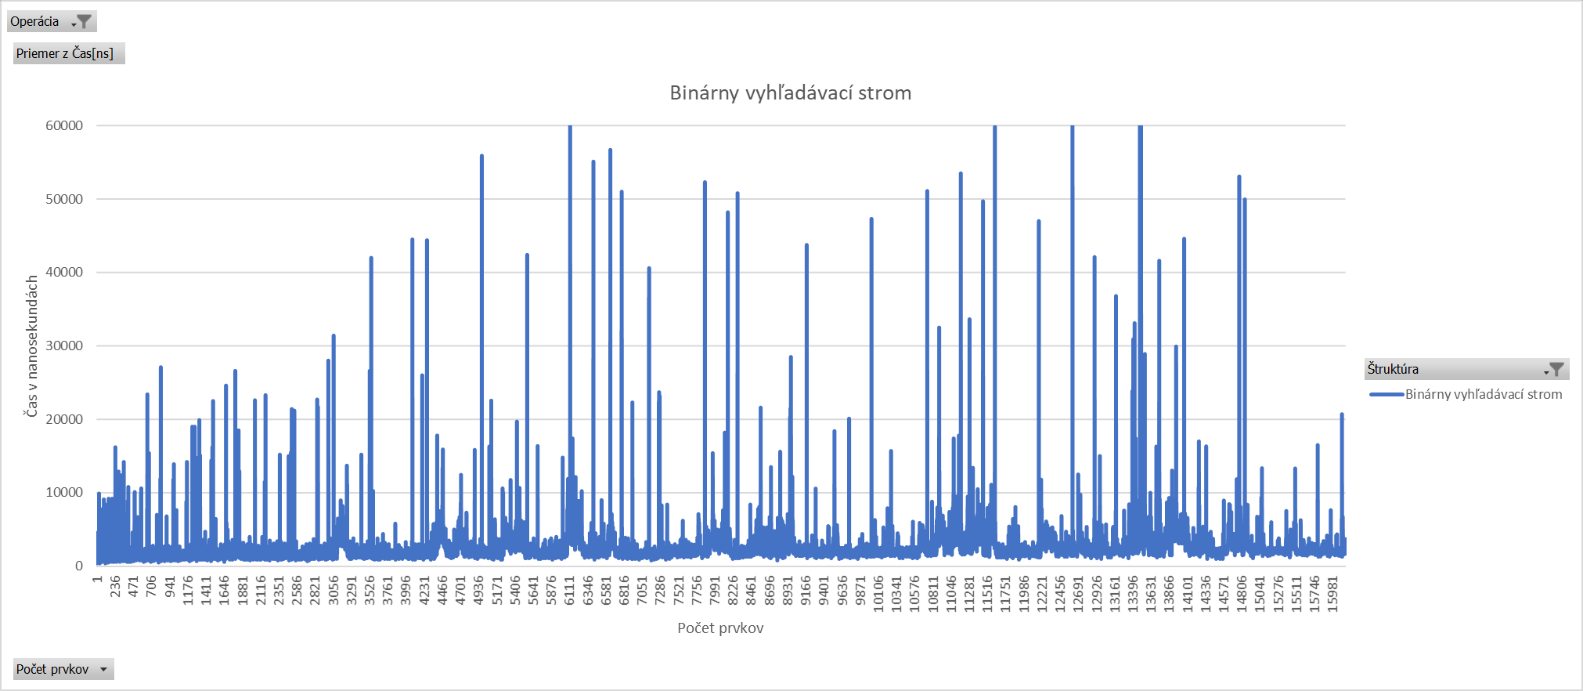 Operácia
Priemer z Čas[ns]
Binárny vyhľadávací strom
60000
50000
40000
30000
20000
10000
0
Čas v nanosekundách
1 236 471 706 941 1176 1411 1646 1881 2116 2351 2586 2821 3056 3291 3526 3761 3996 4231 4466 4701 4936 5171 5406 5641 5876 6111 6346 6581 6816 7051 7286 7521 7756 7991 8226 8461 8696 8931 9166 9401 9636 9871 10106 10341 10576 10811 11046 11281 11516 11751 11986 12221 12456 12691 12926 13161 13396 13631 13866 14101 14336 14571 14806 15041 15276 15511 15746 15981
Počet prvkov
Štruktúra
Binárny vyhľadávací strom
Počet prvkov